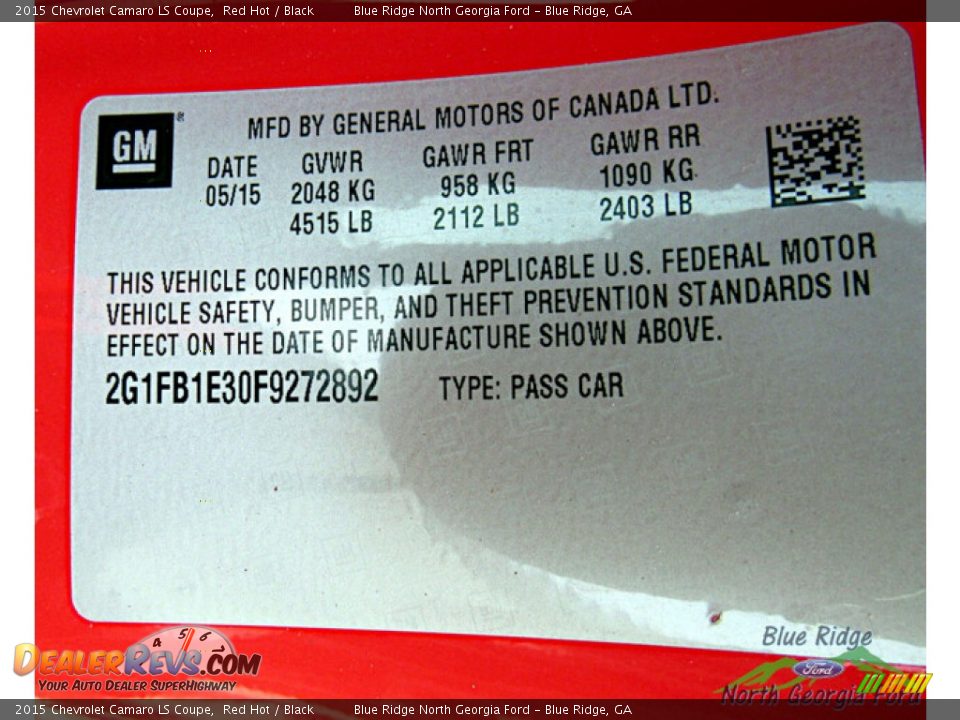 2015 Chevrolet Camaro LS Coupe, Red Hot / Black Blue Ridge North Georgia Ford - Blue Ridge, GA
GM®
MFD BY GENERAL MOTORS OF CANADA LTD.
DATE GVWR GAWR FRT GAWR RR
05/15 2048 KG 958 KG 1090 KG
4515 LB 2112 LB 2403 LB
THIS VEHICLE CONFORMS TO ALL APPLICABLE U.S. FEDERAL MOTOR
VEHICLE SAFETY, BUMPER, AND THEFT PREVENTION STANDARDS IN
EFFECT ON THE DATE OF MANUFACTURE SHOWN ABOVE.
2G1FB1E30F9272892 TYPE: PASS CAR
4 5 6 7
DEALERREVS.COM
YOUR AUTO DEALER SUPERHIGHWAY
Blue Ridge
Ford
North Georgia Ford
2015 Chevrolet Camaro LS Coupe, Red Hot / Black Blue Ridge North Georgia Ford - Blue Ridge, GA